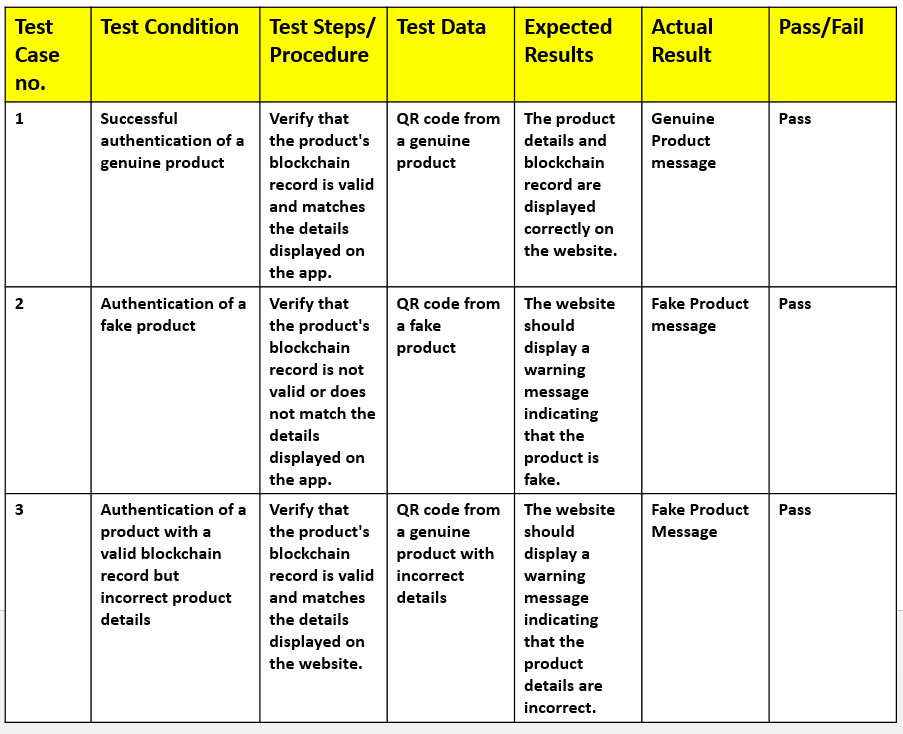 Test
Case
no.
Test Condition
Test Steps/
Procedure
Test Data
Expected
Results
Actual
Result
Pass/Fail
1
Successful
authentication of a
genuine product
Verify that
the product's
blockchain
record is valid
and matches
the details
displayed on
the app.
QR code from
a genuine
product
The product
details and
blockchain
record are
displayed
correctly on
the website.
Genuine
Product
message
Pass
2
Authentication of a
fake product
Verify that
the product's
blockchain
record is not
valid or does
not match the
details
displayed on
the app.
QR code from
a fake
product
The website
should
display a
warning
message
indicating
that the
product is
fake.
Fake Product
message
Pass
3
Authentication of a
product with a
valid blockchain
record but
incorrect product
details
Verify that
the product's
blockchain
record is valid
and matches
the details
displayed on
the website.
QR code from
a genuine
product with
incorrect
details
The website
should
display a
warning
message
indicating
that the
product
details are
incorrect.
Fake Product
Message
Pass